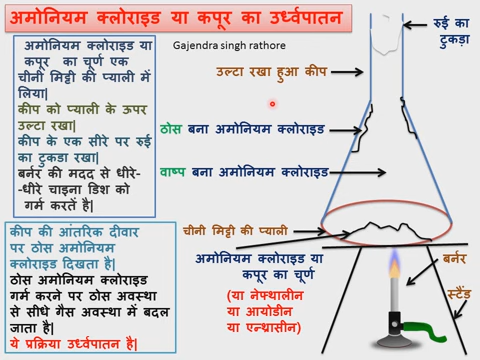 अमोनियम क्लोराइड या कपूर का उर्ध्वपातन
Gajendra singh rathore
अमोनियम क्लोराइड या
कपूर का चूर्ण एक
चीनी मिट्टी की प्याली में
लिया|
कीप को प्याली के ऊपर
उल्टा रखा|
कीप के एक सीरे पर रुई
का टुकडा रखा|
बर्नर की मदद से धीरे-
-धीरे चाइना डिश को
गर्म करतें है|
कीप की आंतरिक दीवार
पर ठोस अमोनियम
क्लोराइड दिखता है|
ठोस अमोनियम क्लोराइड
गर्म करने पर ठोस अवस्था
से सीधे गैस अवस्था में बदल
जाता है|
ये प्रक्रिया उर्ध्वपातन है|
रुई का
टुकड़ा
उल्टा रखा हुआ कीप
ठोस बना अमोनियम क्लोराइड
वाष्प बना अमोनियम क्लोराइड
चीनी मिट्टी की प्याली
अमोनियम क्लोराइड या
कपूर का चूर्ण
(या नेफ्थालीन
या आयोडीन
या एन्थ्रासीन)
बर्नर
स्टैंड